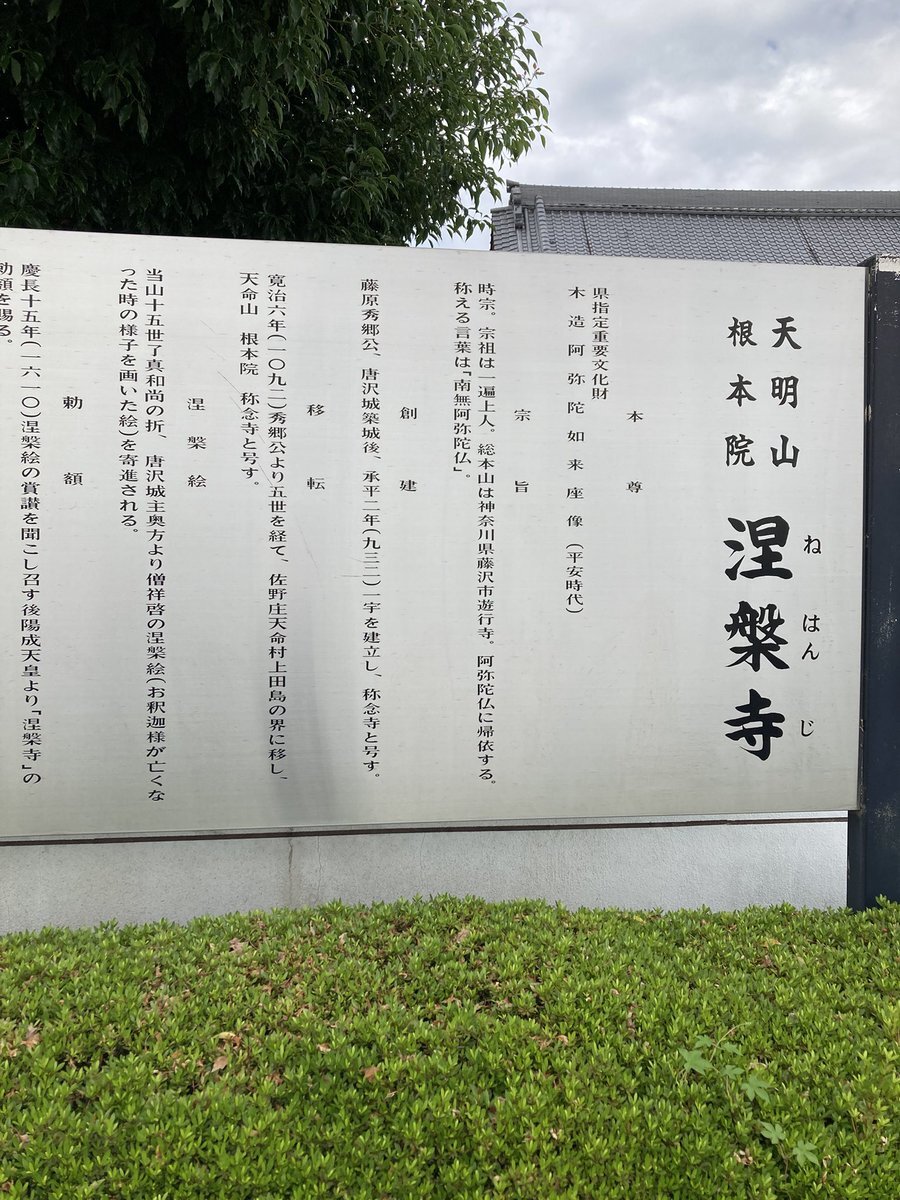 天明山
根本院
涅槃寺
ねはんじ
本尊
県指定重要文化財
木造阿弥陀如来座像(平安時代)
宗旨
時宗。宗祖は一遍上人。総本山は神奈川県藤沢市遊行寺。阿弥陀仏に帰依する。
称える言葉は「南無阿弥陀仏」。
創建
藤原秀郷公、唐沢城築城後、承平二年(九三二)一宇を建立し、称念寺と号す。
移転
寛治六年(一〇九二)秀郷公より五世を経て、佐野庄天命村上田島の界に移し、
天命山 根本院 称念寺と号す。
涅槃絵
当山十五世了真和尚の折、唐沢城主奥方より僧祥啓の涅槃絵(お釈迦様が亡くな
った時の様子を画いた絵)を寄進される。
勅額
慶長十五年(一六一〇)涅槃絵の賞讃を聞こし召す後陽成天皇より「涅槃寺」の
勅額を賜る。